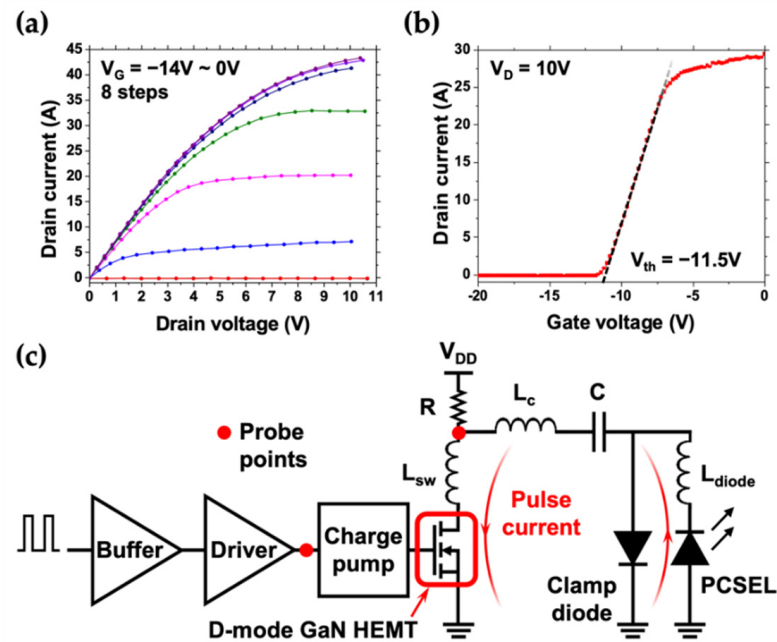 (a)
V_G = −14V ~ 0V
8 steps
Drain current (A)
45
40
35
30
25
20
15
10
5
0
0 1 2 3 4 5 6 7 8 9 10 11
Drain voltage (V)
(b)
V_D = 10V
V_th = −11.5V
Drain current (A)
30
25
20
15
10
5
0
-20 -15 -10 -5 0
Gate voltage (V)
(c)
V_DD
R
L_c
C
Probe
points
L_sw
L_diode
Pulse
current
Buffer
Driver
Charge
pump
Clamp
diode
PCSEL
D-mode GaN HEMT